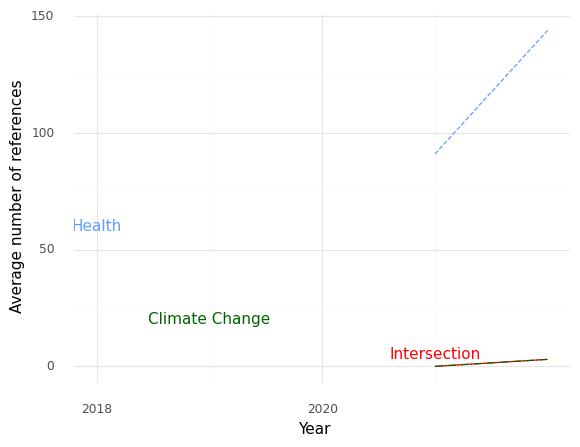 150
100
50
0
Average number of references
Health
Climate Change
Intersection
2018
2020
Year